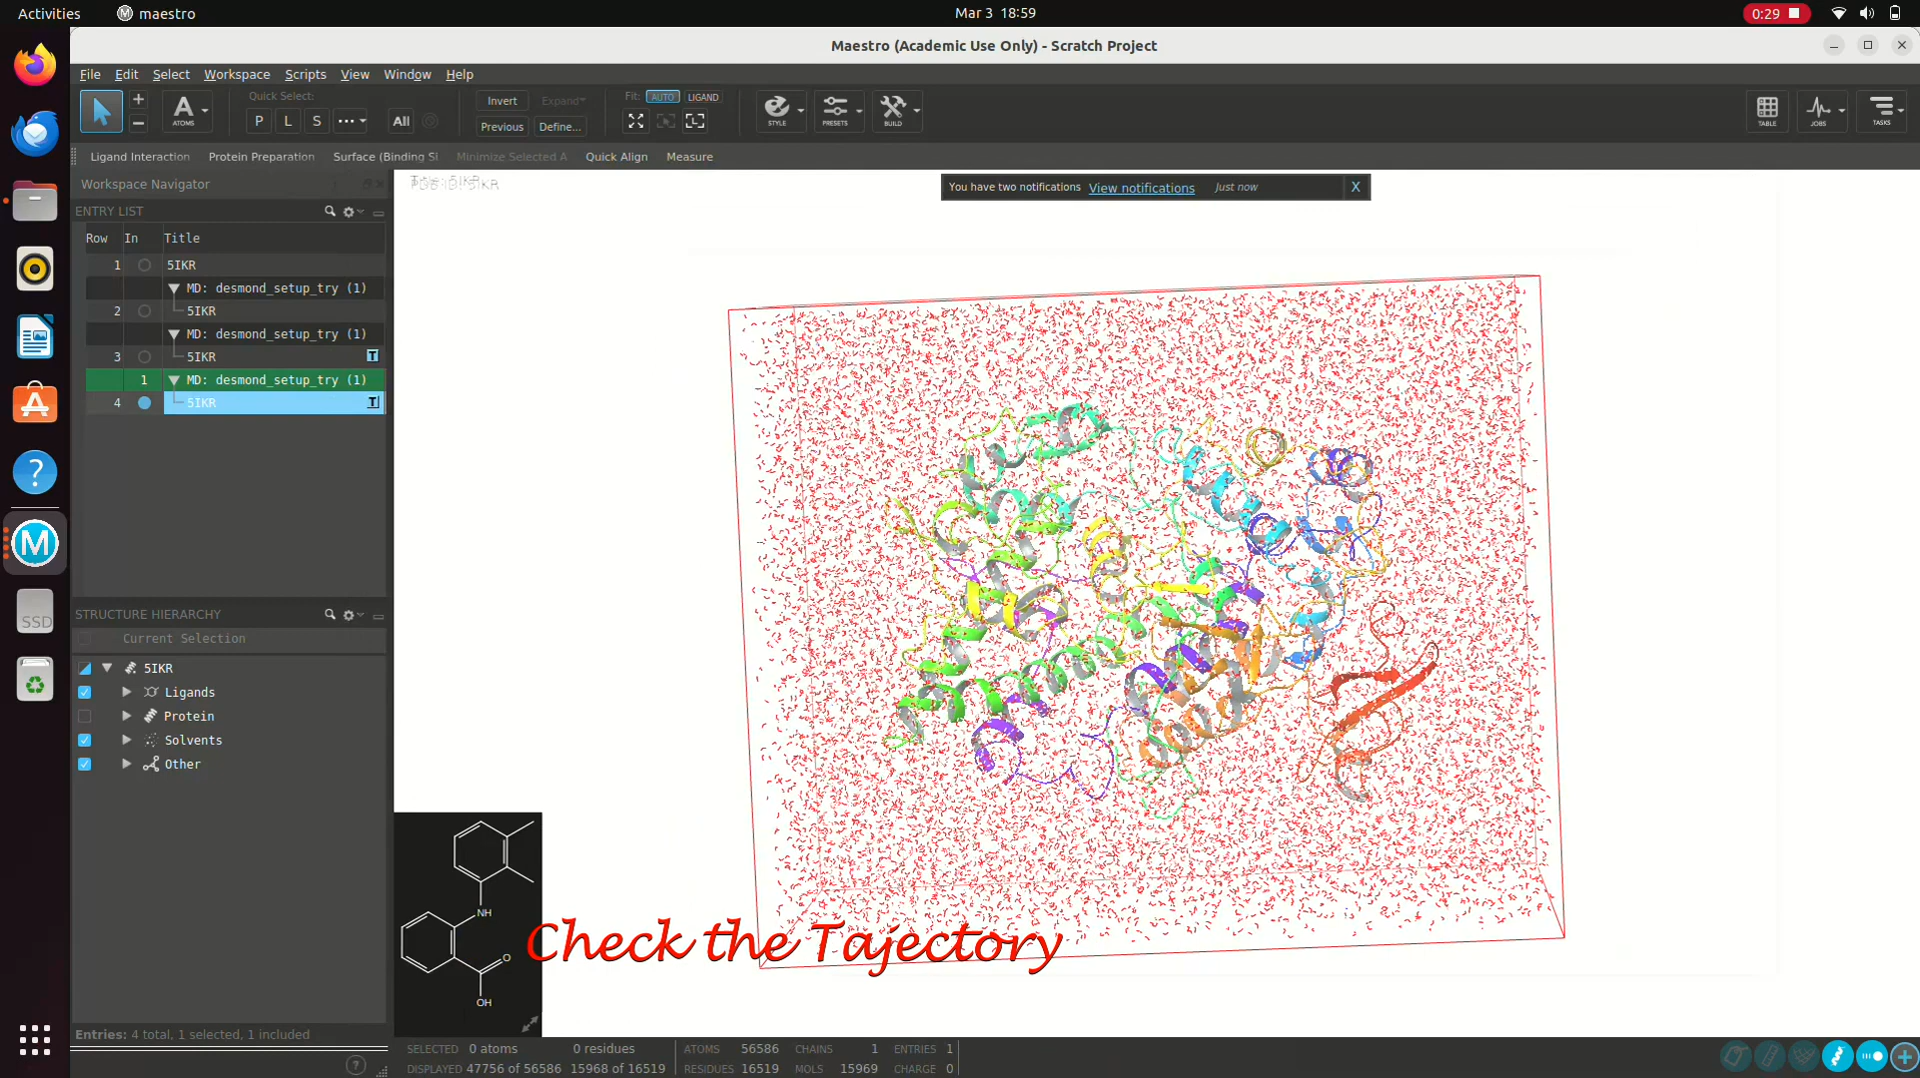 Activities
maestro
Mar 3 18:59
0:29
Maestro (Academic Use Only) - Scratch Project
File Edit Select Workspace Scripts View Window Help
Quick Select:
Invert Expand
Fit: AUTO LIGAND
ATOMS
P L S ... All
Previous Define...
STYLE PRESETS BUILD
TABLE JOBS TASKS
Ligand Interaction Protein Preparation Surface (Binding Si Minimize Selected A Quick Align Measure
Workspace Navigator
You have two notifications View notifications Just now X
ENTRY LIST
Row In Title
1 5IKR
MD: desmond_setup_try (1)
2 5IKR
MD: desmond_setup_try (1)
3 5IKR T
1 MD: desmond_setup_try (1)
4 5IKR T
SSD
STRUCTURE HIERARCHY
Current Selection
5IKR
Ligands
Protein
Solvents
Other
NH
O
OH
Check the Tajectory
Entries: 4 total, 1 selected, 1 included
SELECTED 0 atoms 0 residues ATOMS 56586 CHAINS 1 ENTRIES 1
DISPLAYED 47756 of 56586 15968 of 16519 RESIDUES 16519 MOLS 15969 CHARGE 0